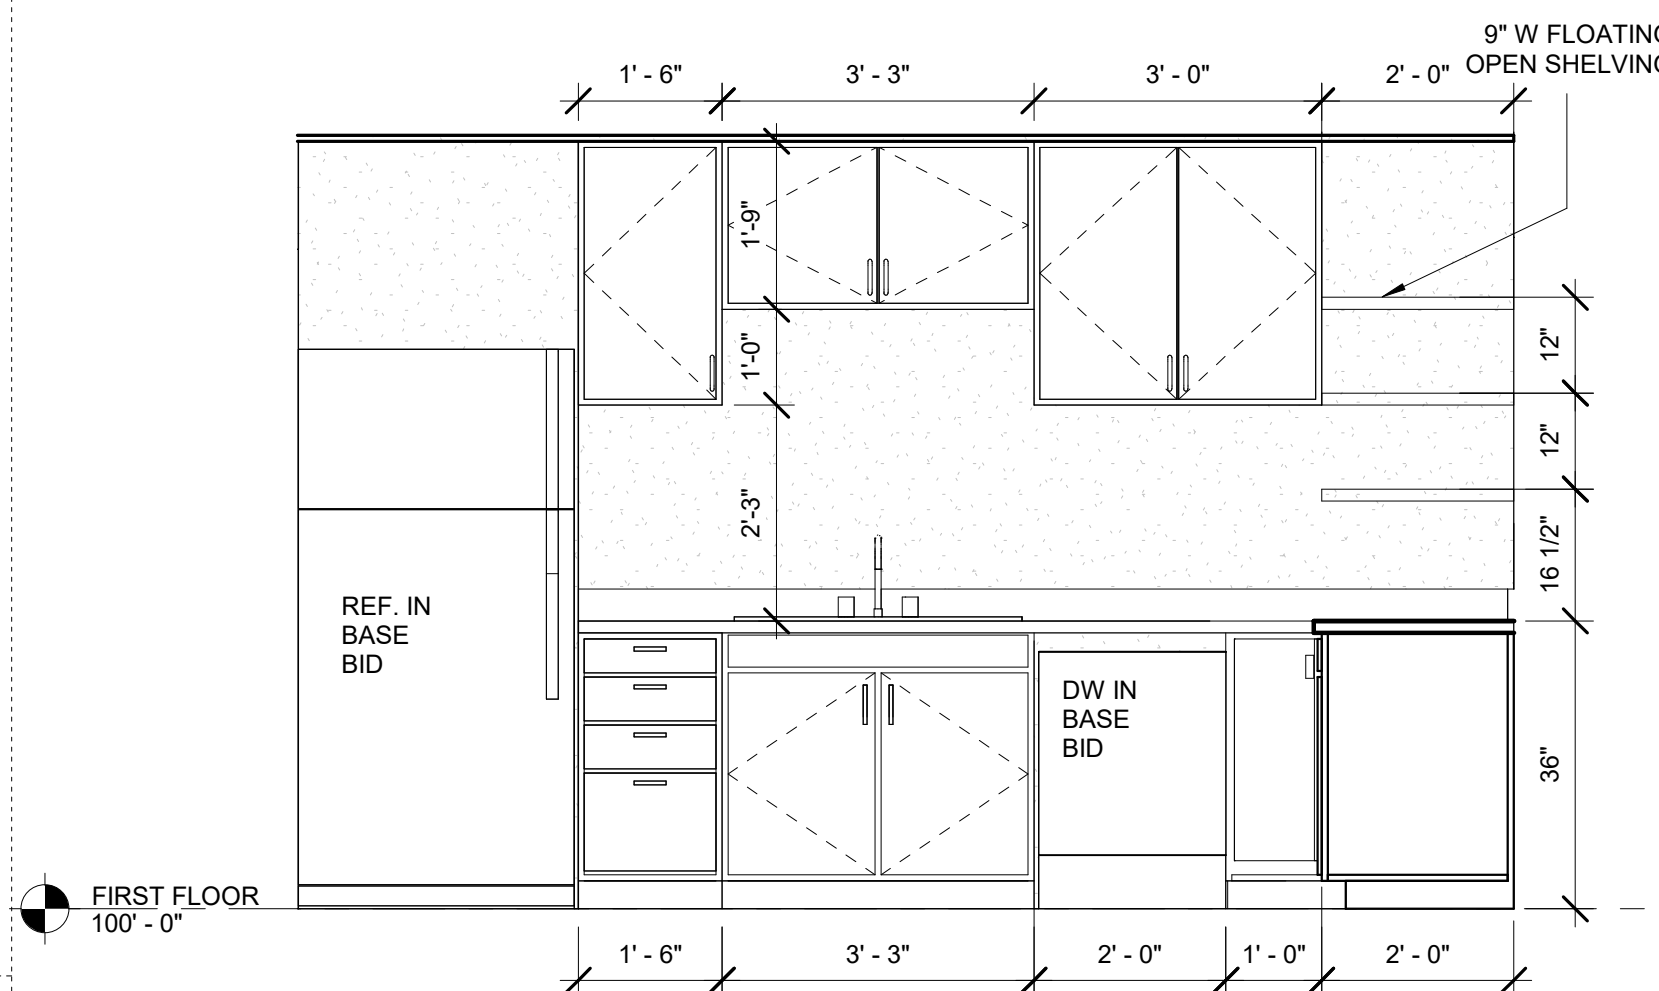 9" W FLOATING
OPEN SHELVING
1' - 6"
3' - 3"
3' - 0"
2' - 0"
1'-9"
1'-0"
2'-3"
12"
12"
16 1/2"
36"
REF. IN
BASE
BID
DW IN
BASE
BID
FIRST FLOOR
100' - 0"
1' - 6"
3' - 3"
2' - 0"
1' - 0"
2' - 0"